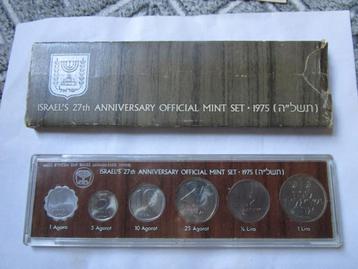 ISRAEL'S 27th ANNIVERSARY OFFICIAL MINT SET • 1975 (תשל"ה)
ISRAEL'S 27th ANNIVERSARY OFFICIAL MINT SET • 1975 (תשל"ה)
1 Agora 5 Agorot 10 Agorot 25 Agorot ½ Lira 1 Lira